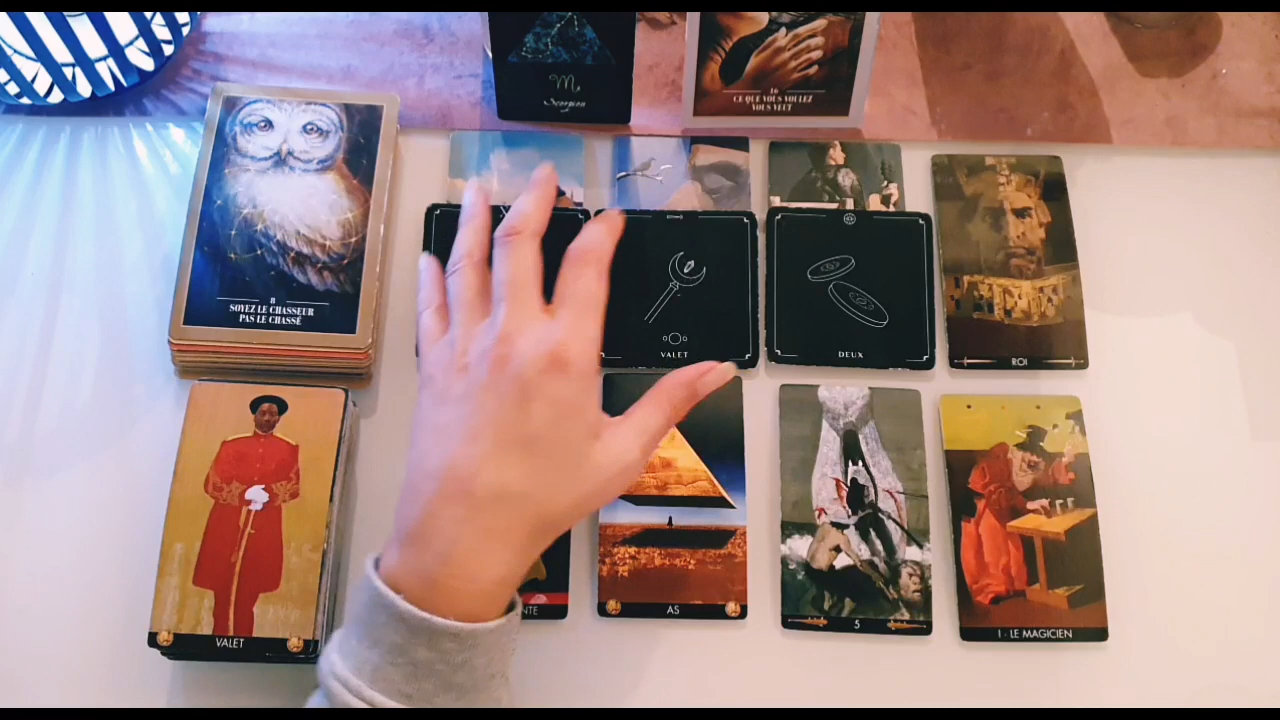 Scorpion
16
CE QUE VOUS VOULEZ
VOUS VEUT
8
SOYEZ LE CHASSEUR
PAS LE CHASSÉ
VALET
DEUX
ROI
VALET
NTE
AS
5
I - LE MAGICIEN